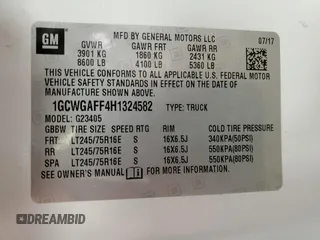 GM
MFD BY GENERAL MOTORS LLC
07/17
GVWR GAWR FRT GAWR RR
3901 KG 1860 KG 2431 KG
8600 LB 4100 LB 5360 LB
THIS VEHICLE CONFORMS TO ALL APPLICABLE U.S. FEDERAL MOTOR
VEHICLE SAFETY STANDARDS IN EFFECT ON THE DATE OF
MANUFACTURE SHOWN ABOVE.
1GCWGAFF4H1324582 TYPE: TRUCK
MODEL: G23405
GBBW TIRE SIZE SPEED RTG RIM COLD TIRE PRESSURE
FRT: LT245/75R16E S 16X6.5J 340KPA(50PSI)
RR: LT245/75R16E S 16X6.5J 550KPA(80PSI)
SPA: LT245/75R16E S 16X6.5J 550KPA(80PSI)
SEE OWNER'S MANUAL FOR MORE INFORMATION.
DREAMBID